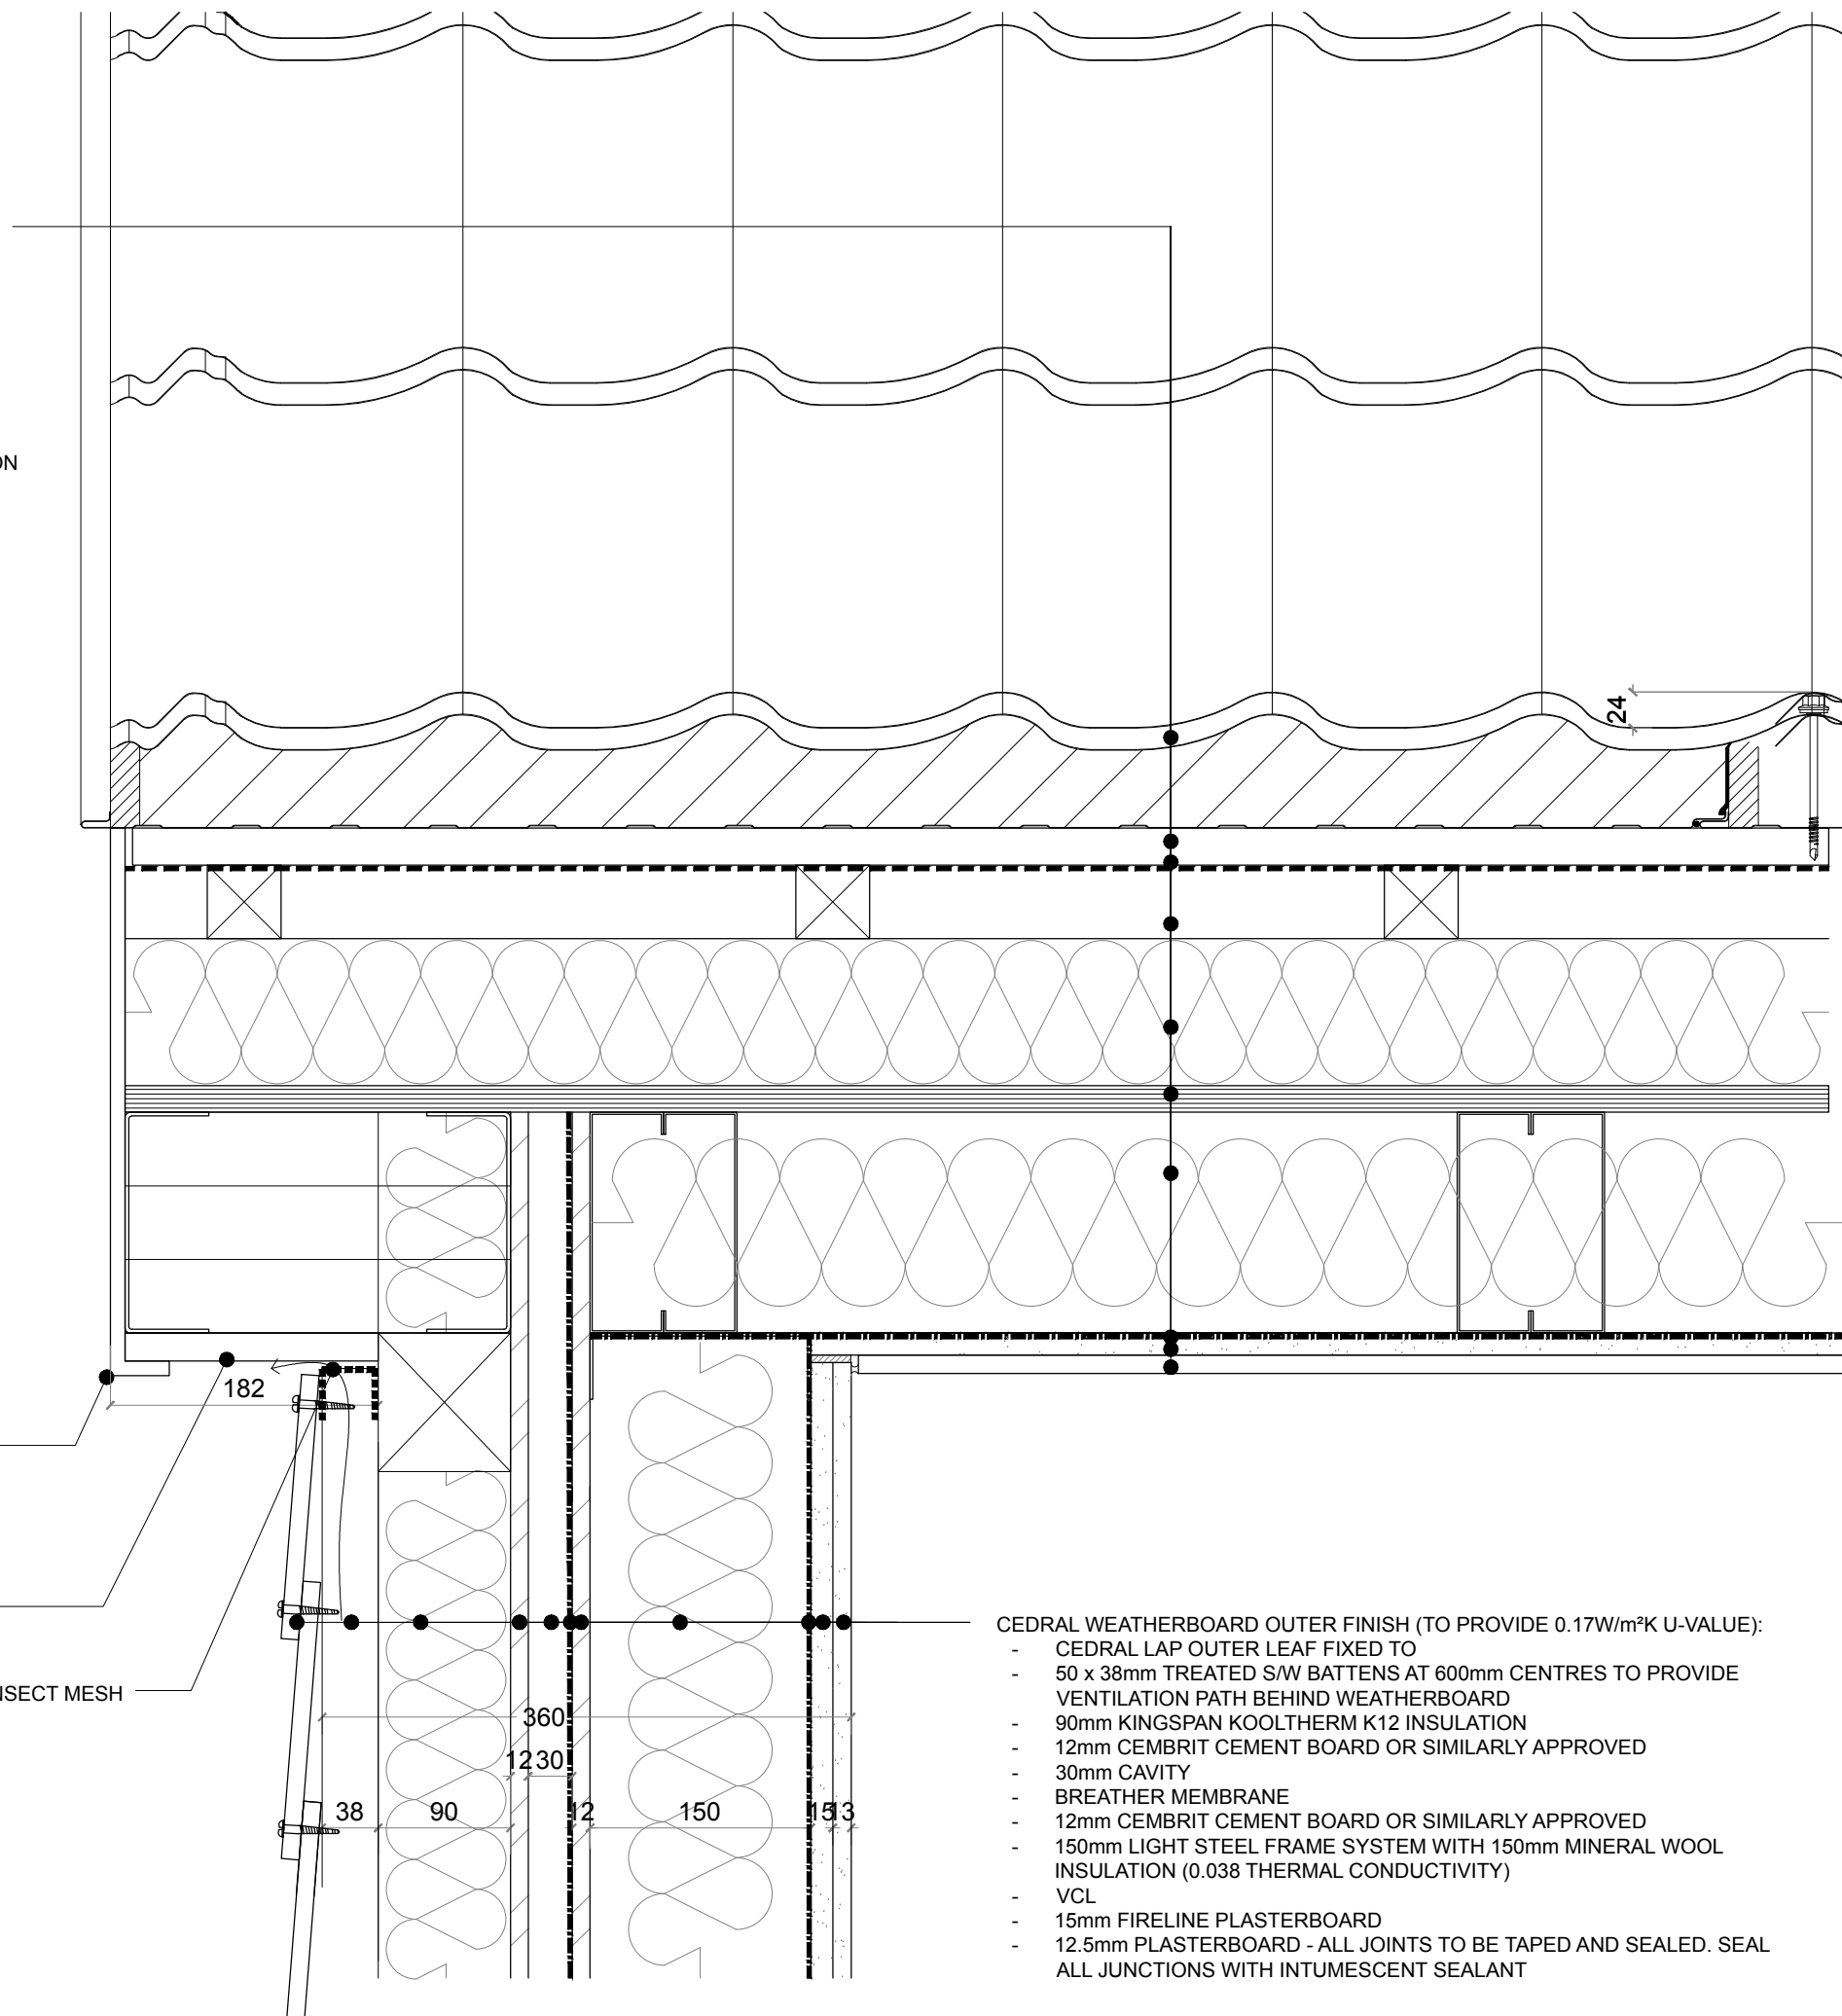 ON
24
182
CEDRAL WEATHERBOARD OUTER FINISH (TO PROVIDE 0.17W/m²K U-VALUE):
- CEDRAL LAP OUTER LEAF FIXED TO
- 50 x 38mm TREATED S/W BATTENS AT 600mm CENTRES TO PROVIDE
VENTILATION PATH BEHIND WEATHERBOARD
- 90mm KINGSPAN KOOLTHERM K12 INSULATION
- 12mm CEMBRIT CEMENT BOARD OR SIMILARLY APPROVED
- 30mm CAVITY
- BREATHER MEMBRANE
- 12mm CEMBRIT CEMENT BOARD OR SIMILARLY APPROVED
- 150mm LIGHT STEEL FRAME SYSTEM WITH 150mm MINERAL WOOL
INSULATION (0.038 THERMAL CONDUCTIVITY)
- VCL
- 15mm FIRELINE PLASTERBOARD
- 12.5mm PLASTERBOARD - ALL JOINTS TO BE TAPED AND SEALED. SEAL
ALL JUNCTIONS WITH INTUMESCENT SEALANT
NSECT MESH
360
12 30
38 90 12 150 15 13